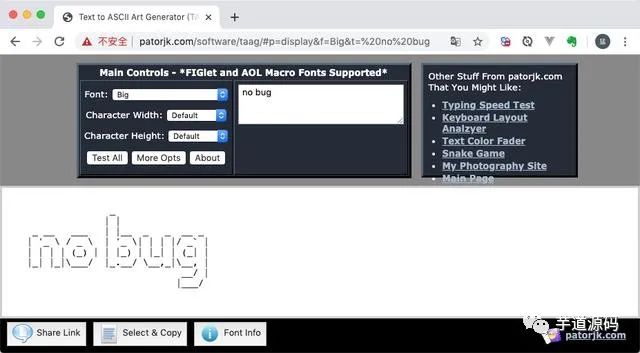 Text to ASCII Art Generator (TA
不安全 | patorjk.com/software/taag/#p=display&f=Big&t=%20no%20bug
Main Controls - *FIGlet and AOL Macro Fonts Supported*
Font: Big
Character Width: Default
Character Height: Default
Test All More Opts About
no bug
Other Stuff From patorjk.com
That You Might Like:
Typing Speed Test
Keyboard Layout
Analzyer
Text Color Fader
Snake Game
My Photography Site
Main Page
no bug
Share Link Select & Copy Font Info
芋道源码
patorjk.com